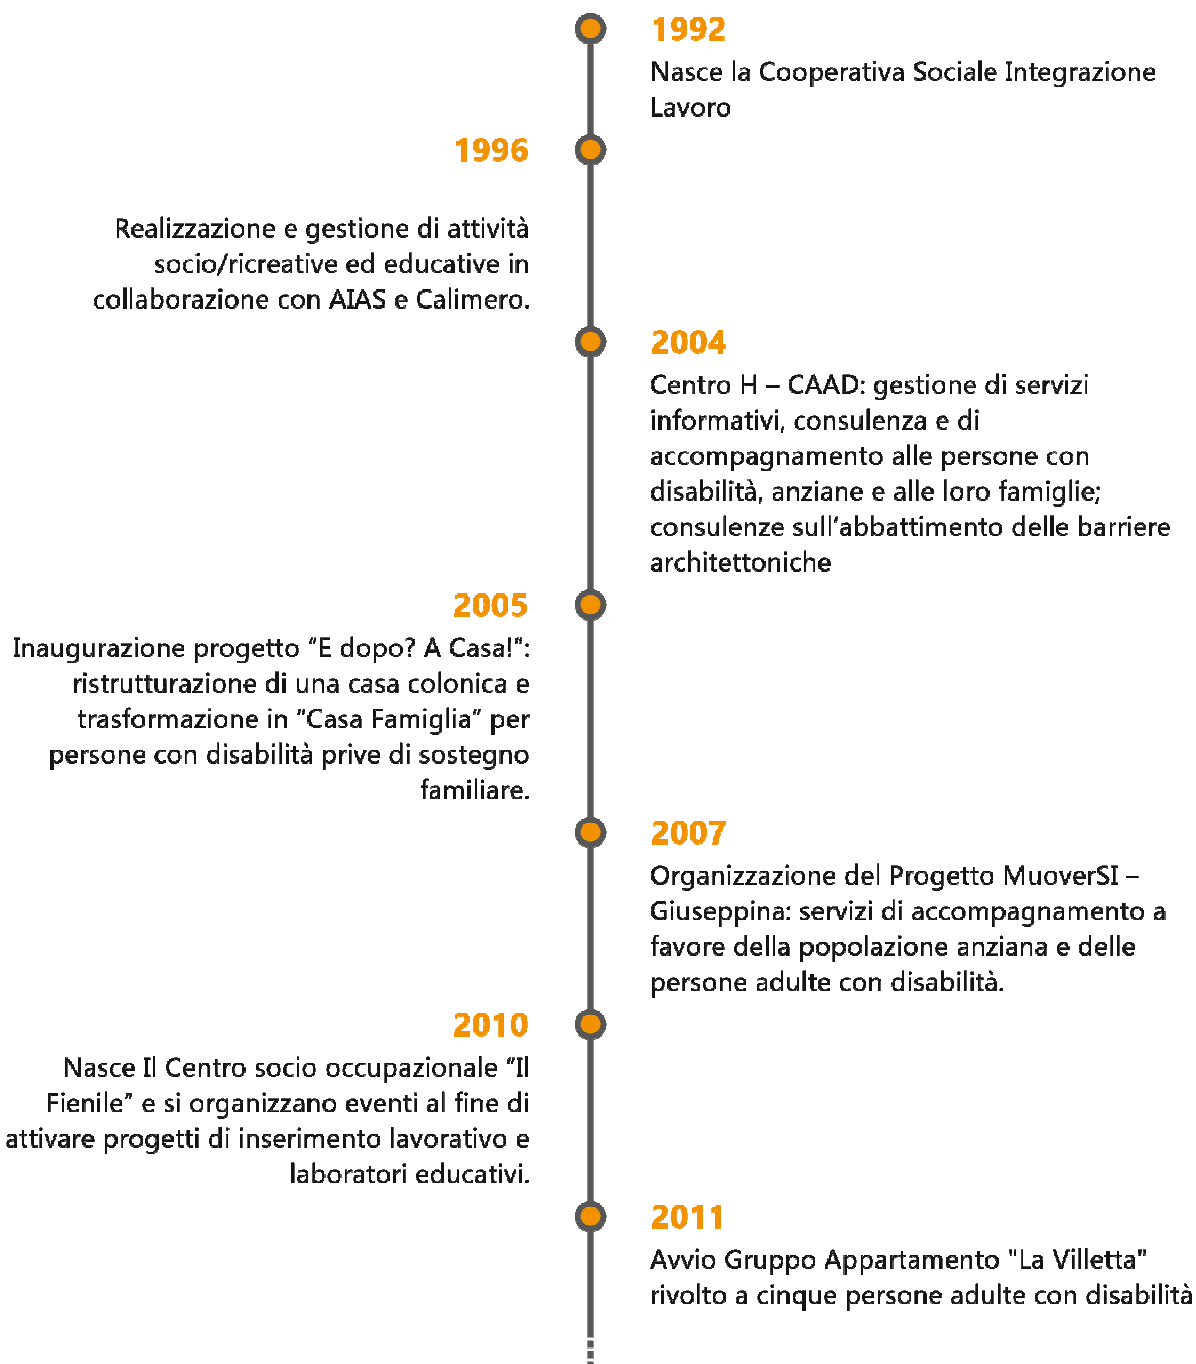 1992
Nasce la Cooperativa Sociale Integrazione
Lavoro
1996
Realizzazione e gestione di attività
socio/ricreative ed educative in
collaborazione con AIAS e Calimero.
2004
Centro H – CAAD: gestione di servizi
informativi, consulenza e di
accompagnamento alle persone con
disabilità, anziane e alle loro famiglie;
consulenze sull’abbattimento delle barriere
architettoniche
2005
Inaugurazione progetto “E dopo? A Casa!”:
ristrutturazione di una casa colonica e
trasformazione in “Casa Famiglia” per
persone con disabilità prive di sostegno
familiare.
2007
Organizzazione del Progetto MuoverSI –
Giuseppina: servizi di accompagnamento a
favore della popolazione anziana e delle
persone adulte con disabilità.
2010
Nasce Il Centro socio occupazionale “Il
Fienile” e si organizzano eventi al fine di
attivare progetti di inserimento lavorativo e
laboratori educativi.
2011
Avvio Gruppo Appartamento "La Villetta"
rivolto a cinque persone adulte con disabilità